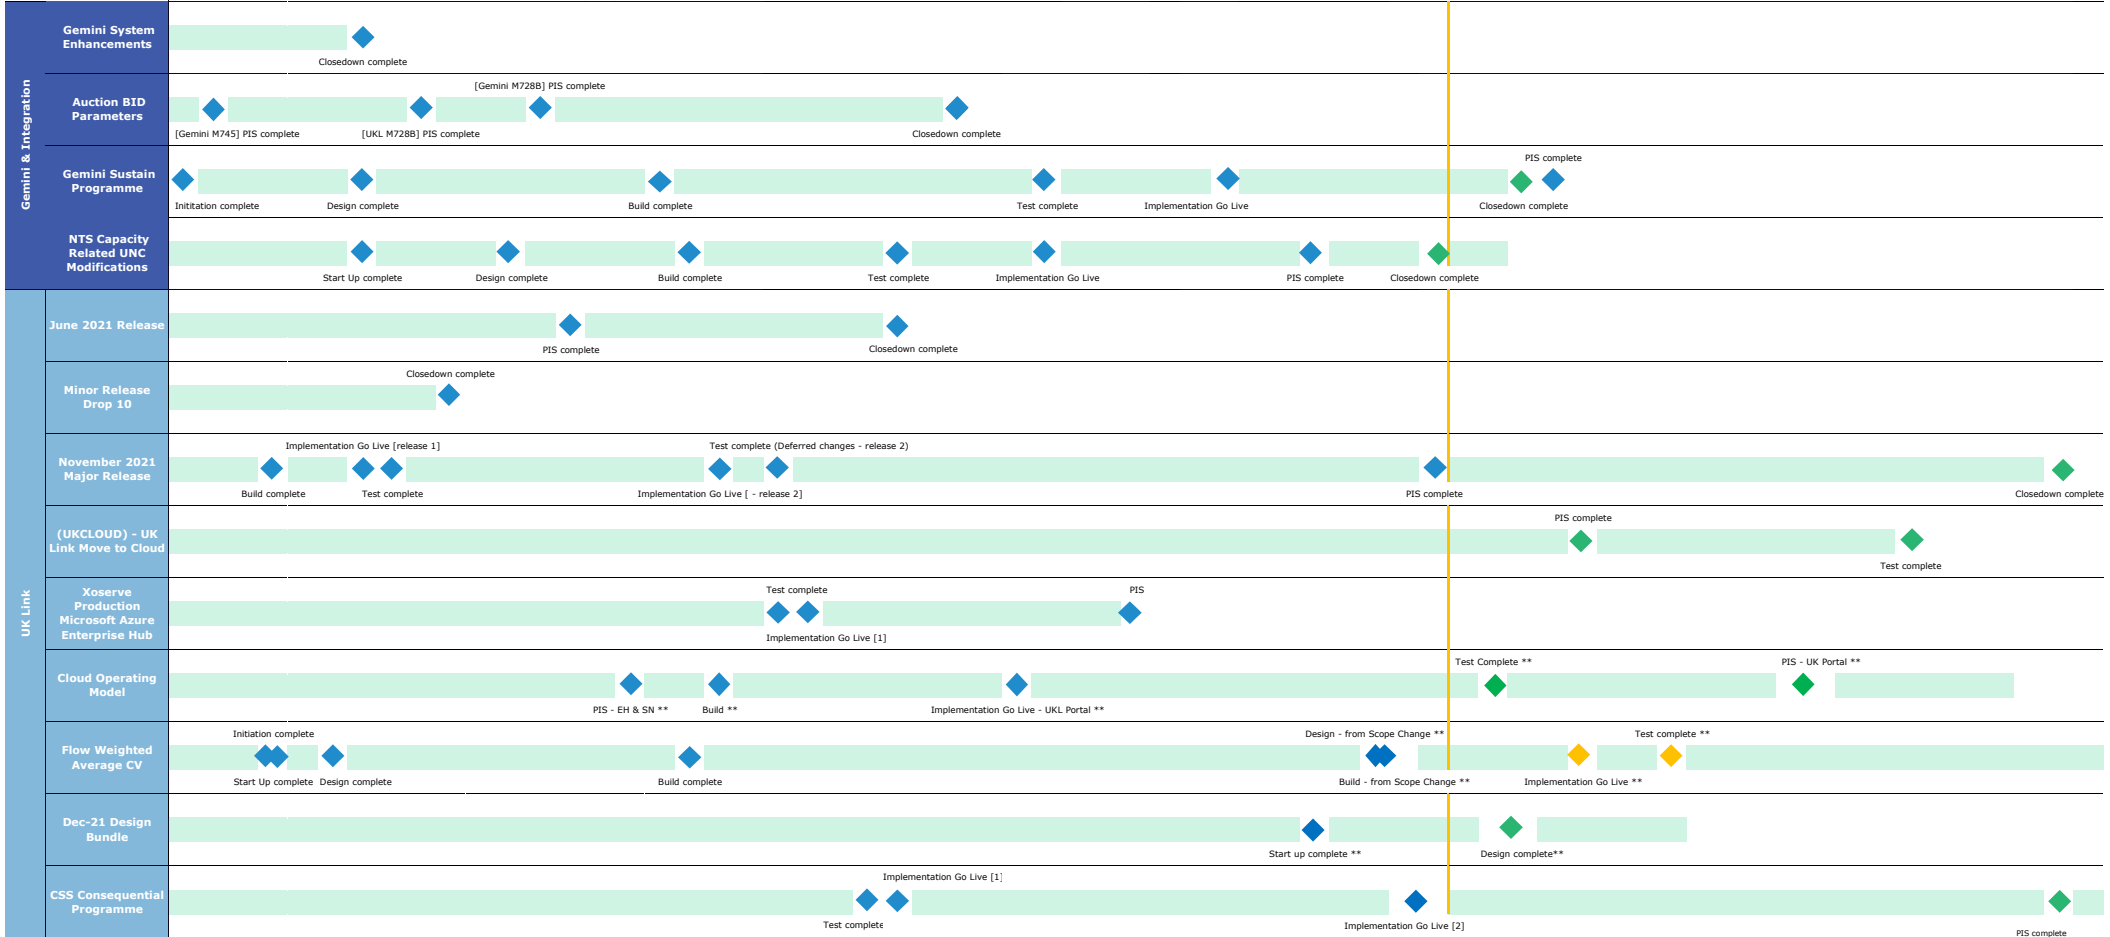 Gemini & Integration
Gemini System
Enhancements
Closedown complete
Auction BID
Parameters
[Gemini M728B] PIS complete
[Gemini M745] PIS complete
[UKL M728B] PIS complete
Closedown complete
Gemini Sustain
Programme
PIS complete
Inititation complete
Design complete
Build complete
Test complete
Implementation Go Live
Closedown complete
NTS Capacity
Related UNC
Modifications
Start Up complete
Design complete
Build complete
Test complete
Implementation Go Live
PIS complete
Closedown complete
UK Link
June 2021 Release
PIS complete
Closedown complete
Minor Release
Drop 10
Closedown complete
November 2021
Major Release
Implementation Go Live [release 1]
Test complete (Deferred changes - release 2)
Build complete
Test complete
Implementation Go Live [ - release 2]
PIS complete
Closedown complete
(UKCLOUD) - UK
Link Move to Cloud
PIS complete
Test complete
Xoserve
Production
Microsoft Azure
Enterprise Hub
Test complete
PIS
Implementation Go Live [1]
Cloud Operating
Model
Test Complete **
PIS - UK Portal **
PIS - EH & SN **
Build **
Implementation Go Live - UKL Portal **
Flow Weighted
Average CV
Initiation complete
Design - from Scope Change **
Test complete **
Start Up complete
Design complete
Build complete
Build - from Scope Change **
Implementation Go Live **
Dec-21 Design
Bundle
Start up complete **
Design complete**
CSS Consequential
Programme
Implementation Go Live [1]
Test complete
Implementation Go Live [2]
PIS complete